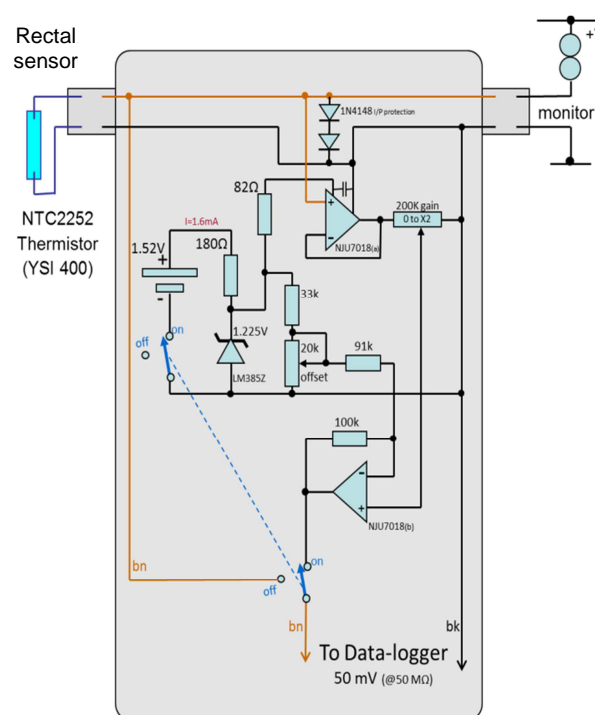 Rectal
sensor
+V
1N4148 I/P protection
monitor
NTC2252
Thermistor
(YSI 400)
82Ω
+
-
200K gain
0 to X2
NJU7018(a)
I=1.6mA
1.52V
+
-
180Ω
33k
on
off
1.225V
LM385Z
20k
offset
91k
100k
-
+
NJU7018(b)
on
off
bn
bn
bk
To Data-logger
50 mV (@50 MΩ)